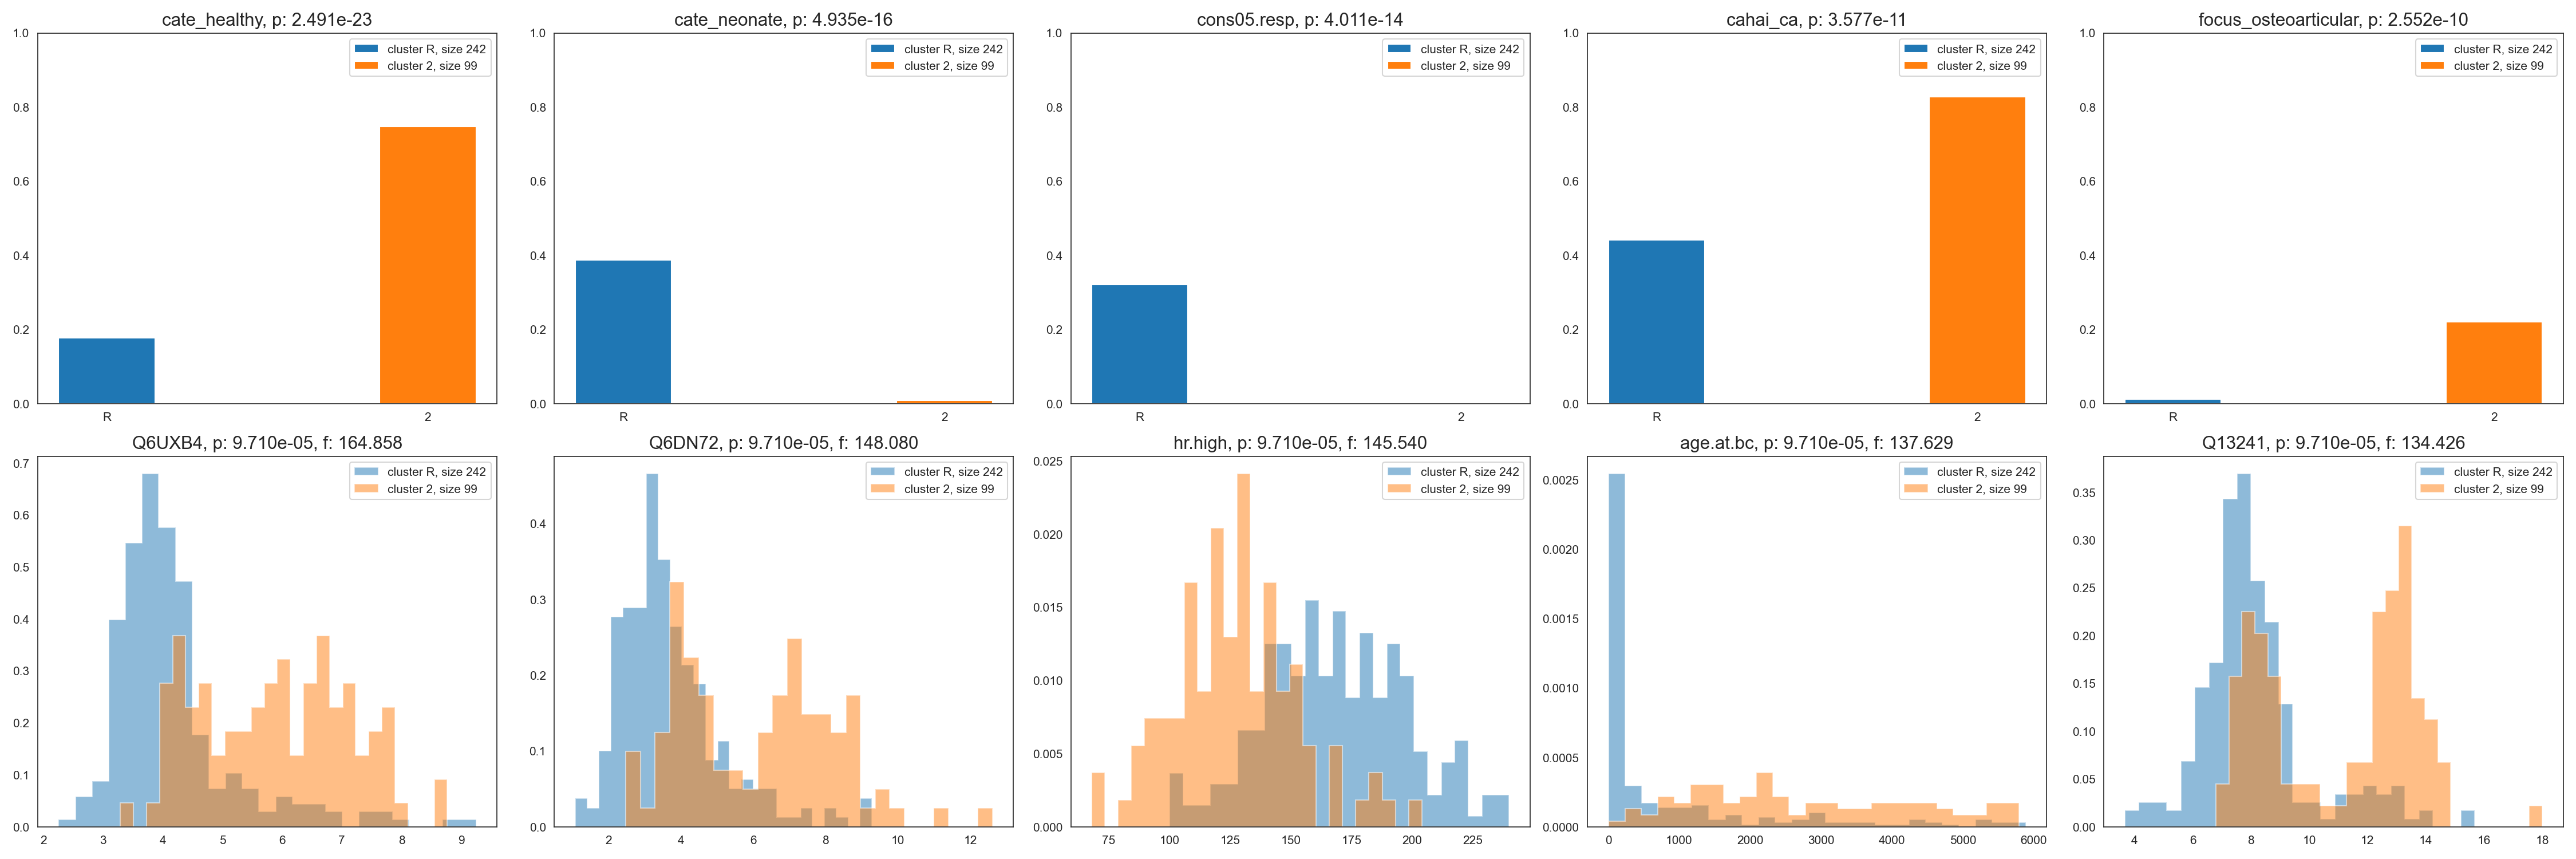 cate_healthy, p: 2.491e-23
1.0
0.8
0.6
0.4
0.2
0.0
R
2
cluster R, size 242
cluster 2, size 99
cate_neonate, p: 4.935e-16
1.0
0.8
0.6
0.4
0.2
0.0
R
2
cluster R, size 242
cluster 2, size 99
cons05.resp, p: 4.011e-14
1.0
0.8
0.6
0.4
0.2
0.0
R
2
cluster R, size 242
cluster 2, size 99
cahai_ca, p: 3.577e-11
1.0
0.8
0.6
0.4
0.2
0.0
R
2
cluster R, size 242
cluster 2, size 99
focus_osteoarticular, p: 2.552e-10
1.0
0.8
0.6
0.4
0.2
0.0
R
2
cluster R, size 242
cluster 2, size 99
Q6UXB4, p: 9.710e-05, f: 164.858
0.7
0.6
0.5
0.4
0.3
0.2
0.1
0.0
2 3 4 5 6 7 8 9
cluster R, size 242
cluster 2, size 99
Q6DN72, p: 9.710e-05, f: 148.080
0.4
0.3
0.2
0.1
0.0
2 4 6 8 10 12
cluster R, size 242
cluster 2, size 99
hr.high, p: 9.710e-05, f: 145.540
0.025
0.020
0.015
0.010
0.005
0.000
75 100 125 150 175 200 225
cluster R, size 242
cluster 2, size 99
age.at.bc, p: 9.710e-05, f: 137.629
0.0025
0.0020
0.0015
0.0010
0.0005
0.0000
0 1000 2000 3000 4000 5000 6000
cluster R, size 242
cluster 2, size 99
Q13241, p: 9.710e-05, f: 134.426
0.35
0.30
0.25
0.20
0.15
0.10
0.05
0.00
4 6 8 10 12 14 16 18
cluster R, size 242
cluster 2, size 99